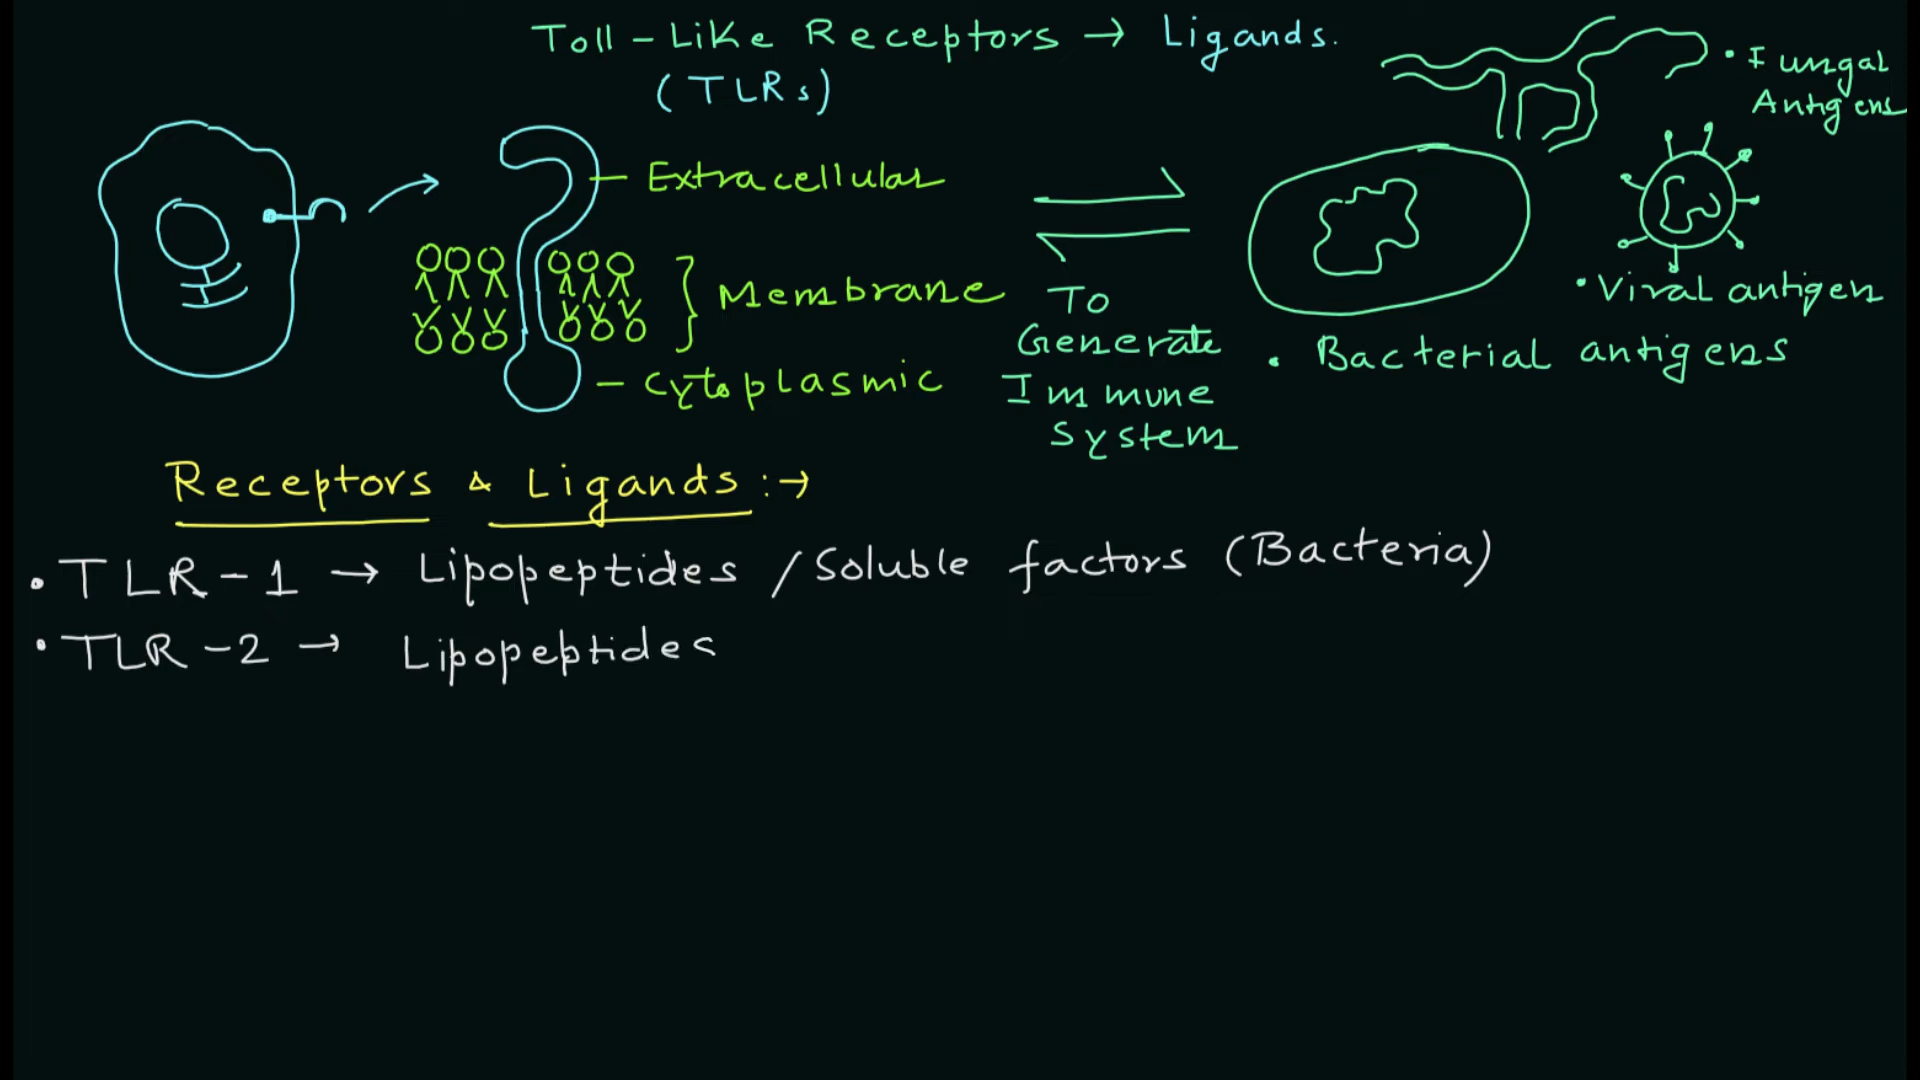 Toll-Like Receptors → Ligands.
(TLRs)
• Fungal
Antigens
Extracellular
Membrane
Cytoplasmic
To
Generate
Immune
System
• Viral antigen
• Bacterial antigens
Receptors & Ligands :→
• TLR-1 → Lipopeptides / Soluble factors (Bacteria)
• TLR-2 → Lipopeptides